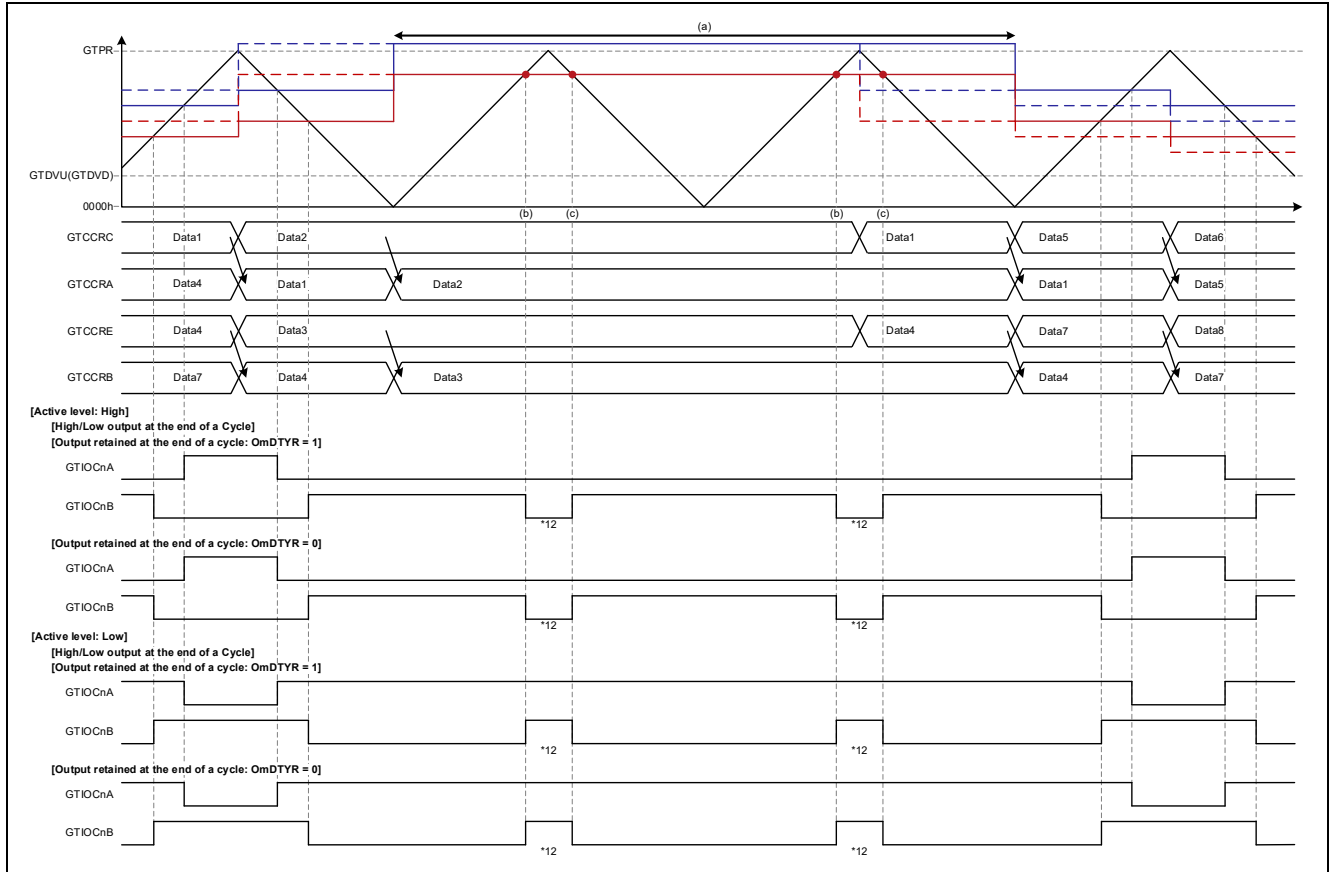 (a)
GTPR
GTDVU(GTDVD)
0000h
(b) (c) (b) (c)
GTCCRC Data1 Data2 Data1 Data5 Data6
GTCCRA Data4 Data1 Data2 Data1 Data5
GTCCRE Data4 Data3 Data4 Data7 Data8
GTCCRB Data7 Data4 Data3 Data4 Data7
[Active level: High]
[High/Low output at the end of a Cycle]
[Output retained at the end of a cycle: OmDTYR = 1]
GTIOCnA
GTIOCnB
*12 *12
[Output retained at the end of a cycle: OmDTYR = 0]
GTIOCnA
GTIOCnB
*12 *12
[Active level: Low]
[High/Low output at the end of a Cycle]
[Output retained at the end of a cycle: OmDTYR = 1]
GTIOCnA
GTIOCnB
*12 *12
[Output retained at the end of a cycle: OmDTYR = 0]
GTIOCnA
GTIOCnB
*12 *12